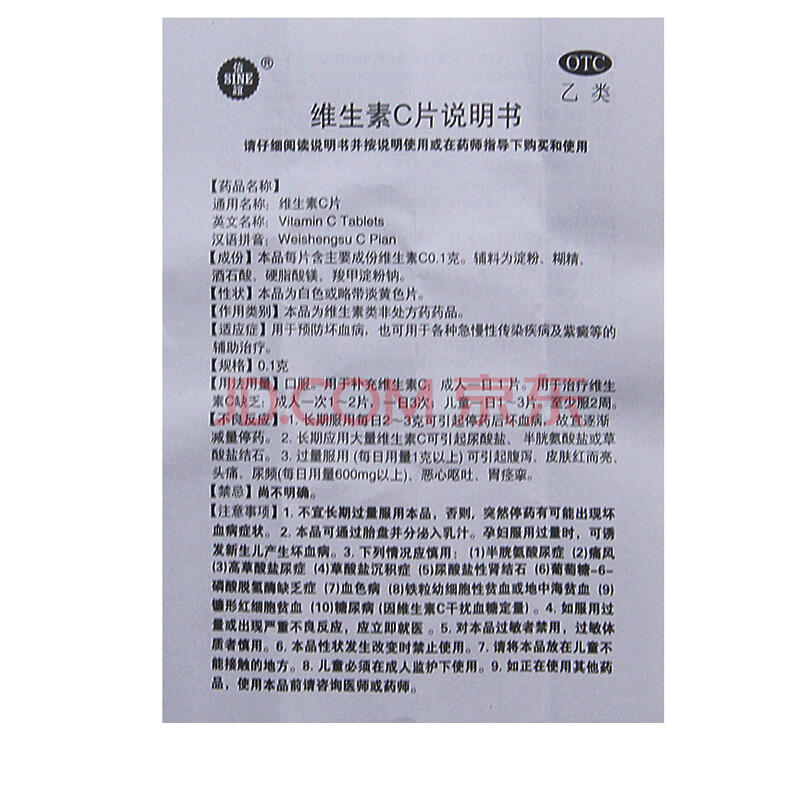 信
SINE
谊
®
OTC
乙类
维生素C片说明书
请仔细阅读说明书并按说明使用或在药师指导下购买和使用
【药品名称】
通用名称：维生素C片
英文名称：Vitamin C Tablets
汉语拼音：Weishengsu C Pian
【成份】本品每片含主要成份维生素C0.1克。辅料为淀粉、糊精、
酒石酸、硬脂酸镁、羧甲淀粉钠。
【性状】本品为白色或略带淡黄色片。
【作用类别】本品为维生素类非处方药药品。
【适应症】用于预防坏血病，也可用于各种急慢性传染疾病及紫癜等的
辅助治疗。
【规格】0.1克
【用法用量】口服。用于补充维生素C：成人一日1片。用于治疗维生
素C缺乏：成人一次1～2片，一日3次；儿童一日1～3片。至少服2周。
JD.COM 京东
【不良反应】1. 长期服用每日2～3克可引起停药后坏血病，故宜逐渐
减量停药。2. 长期应用大量维生素C可引起尿酸盐、半胱氨酸盐或草
酸盐结石。3. 过量服用（每日用量1克以上）可引起腹泻、皮肤红而亮、
头痛、尿频（每日用量600mg以上）、恶心呕吐、胃痉挛。
【禁忌】尚不明确。
【注意事项】1. 不宜长期过量服用本品，否则，突然停药有可能出现坏
血病症状。2. 本品可通过胎盘并分泌入乳汁。孕妇服用过量时，可诱
发新生儿产生坏血病。3. 下列情况应慎用：(1)半胱氨酸尿症 (2)痛风
(3)高草酸盐尿症 (4)草酸盐沉积症 (5)尿酸盐性肾结石 (6)葡萄糖-6-
磷酸脱氢酶缺乏症 (7)血色病 (8)铁粒幼细胞性贫血或地中海贫血 (9)
镰形红细胞贫血 (10)糖尿病（因维生素C干扰血糖定量）。4. 如服用过
量或出现严重不良反应，应立即就医。5. 对本品过敏者禁用，过敏体
质者慎用。6. 本品性状发生改变时禁止使用。7. 请将本品放在儿童不
能接触的地方。8. 儿童必须在成人监护下使用。9. 如正在使用其他药
品，使用本品前请咨询医师或药师。